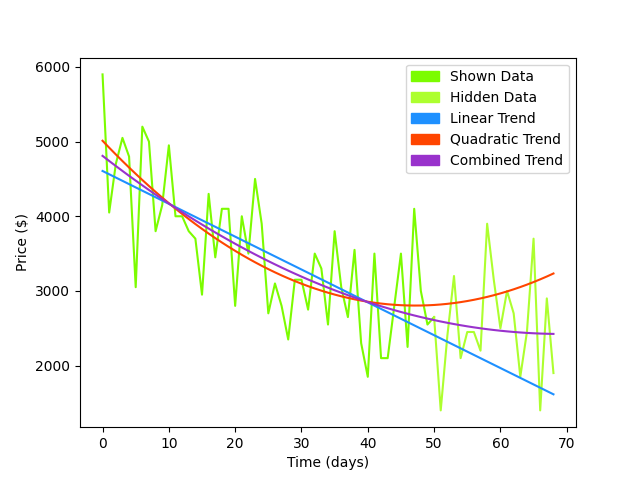 6000
5000
4000
3000
2000
Price ($)
Shown Data
Hidden Data
Linear Trend
Quadratic Trend
Combined Trend
0 10 20 30 40 50 60 70
Time (days)